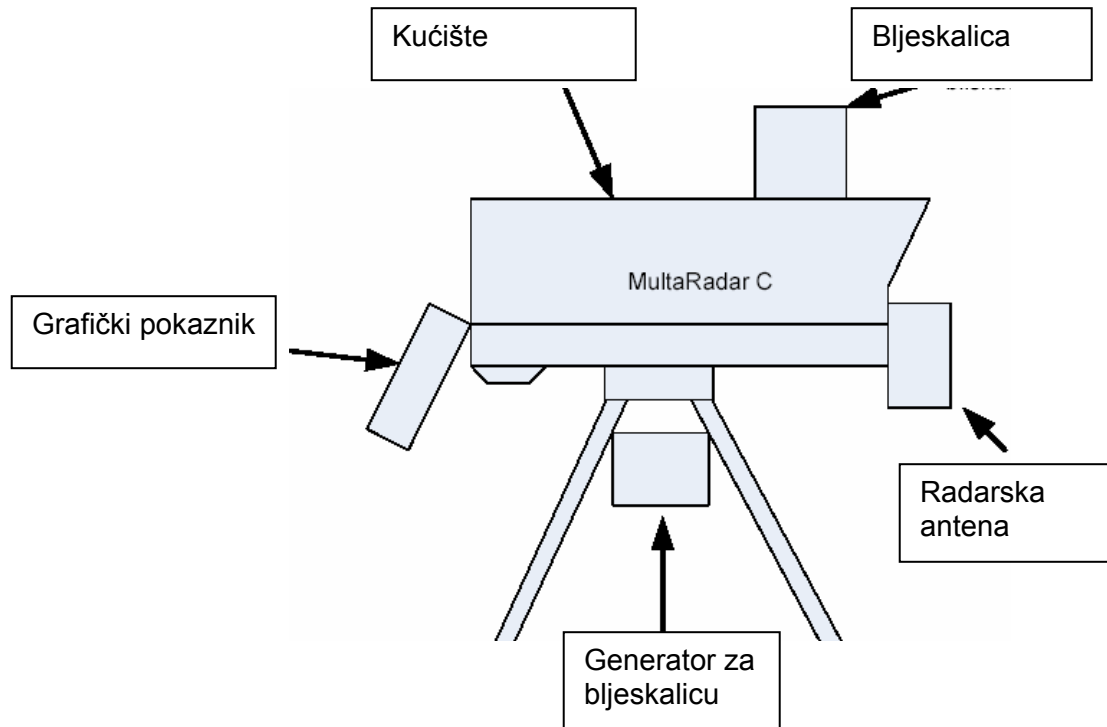 Kućište
Bljeskalica
MultaRadar C
Grafički pokaznik
Radarska
antena
Generator za
bljeskalicu